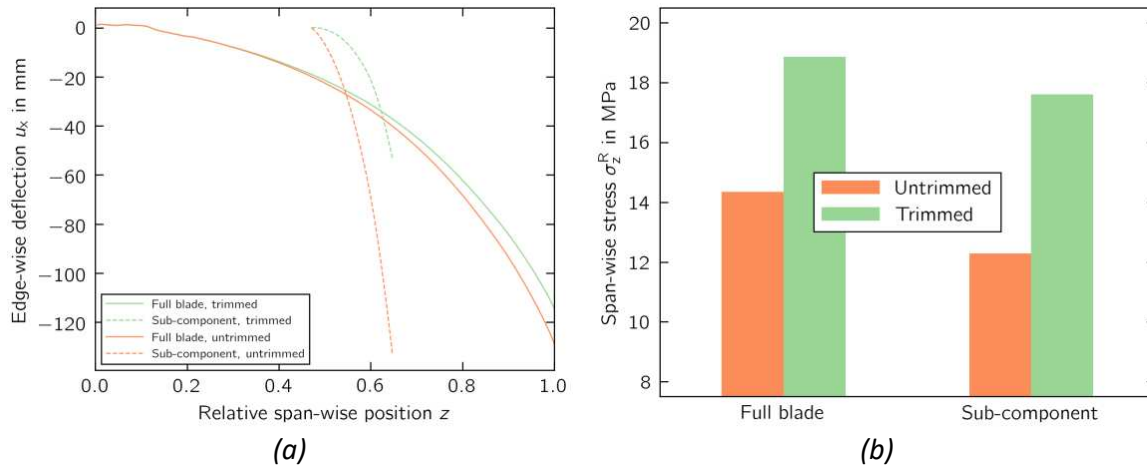 0
−20
−40
−60
−80
−100
−120
Edge-wise deflection uₓ in mm
Full blade, trimmed
Sub-component, trimmed
Full blade, untrimmed
Sub-component, untrimmed
0.0 0.2 0.4 0.6 0.8 1.0
Relative span-wise position z
(a)
20
18
16
14
12
10
8
Span-wise stress σ_z^R in MPa
Untrimmed
Trimmed
Full blade Sub-component
(b)